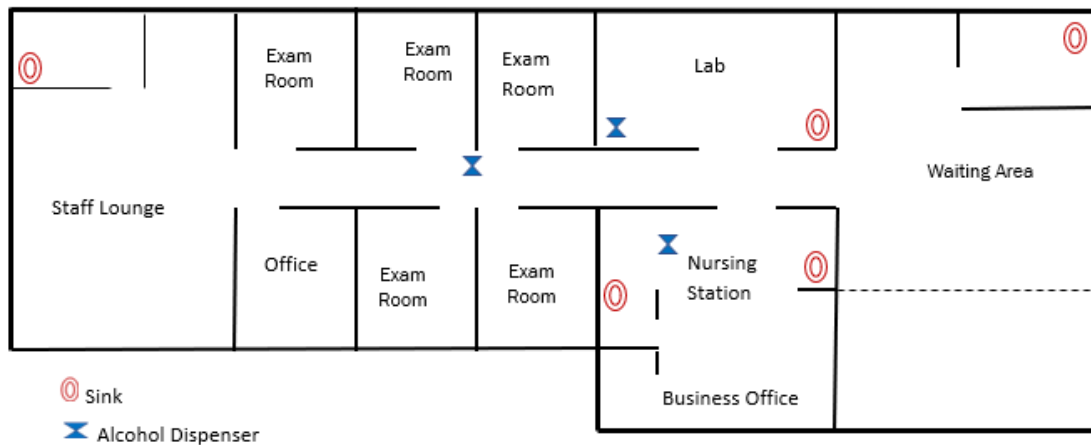 Exam
Room
Exam
Room
Exam
Room
Lab
Waiting Area
Staff Lounge
Office
Exam
Room
Exam
Room
Nursing
Station
Business Office
Sink
Alcohol Dispenser